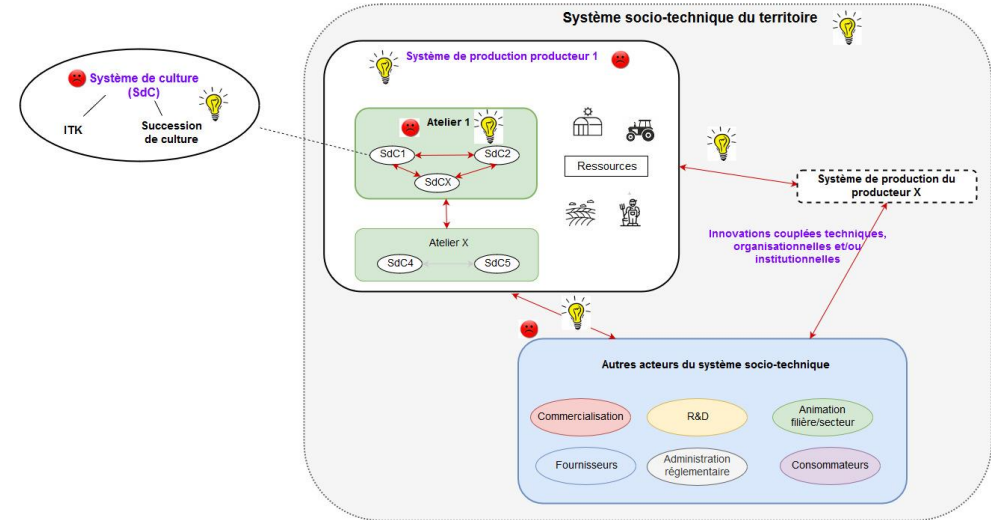 Système socio-technique du territoire
Système de production producteur 1
Système de culture
(SdC)
ITK
Succession
de culture
Atelier 1
SdC1
SdC2
SdCX
Ressources
Atelier X
SdC4
SdC5
Système de production du
producteur X
Innovations couplées techniques,
organisationnelles et/ou
institutionnelles
Autres acteurs du système socio-technique
Commercialisation
R&D
Animation
filière/secteur
Fournisseurs
Administration
réglementaire
Consommateurs